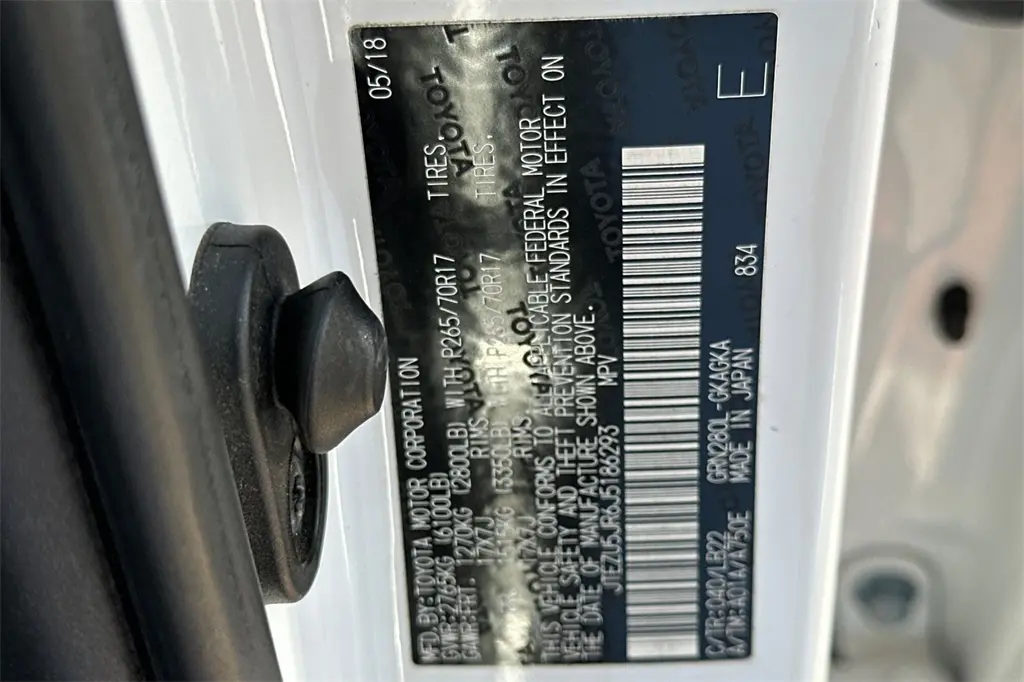 MFD. BY: TOYOTA MOTOR CORPORATION 05/18
GVWR: 2765KG (6100LB)
GAWR: FRT. 1270KG (2800LB) WITH P265/70R17 TIRES,
17X7J RIMS,
(3350LB) WITH P265/70R17 TIRES,
17X7J RIMS,
THIS VEHICLE CONFORMS TO ALL APPLICABLE FEDERAL MOTOR
VEHICLE SAFETY AND THEFT PREVENTION STANDARDS IN EFFECT ON
THE DATE OF MANUFACTURE SHOWN ABOVE.
JTEZU5JR6J5186293 MPV
C/TR: 040/LB22 GRN280L-GKAGKA 834
A/TM: A01A/A750E MADE IN JAPAN
E
TOYOTA